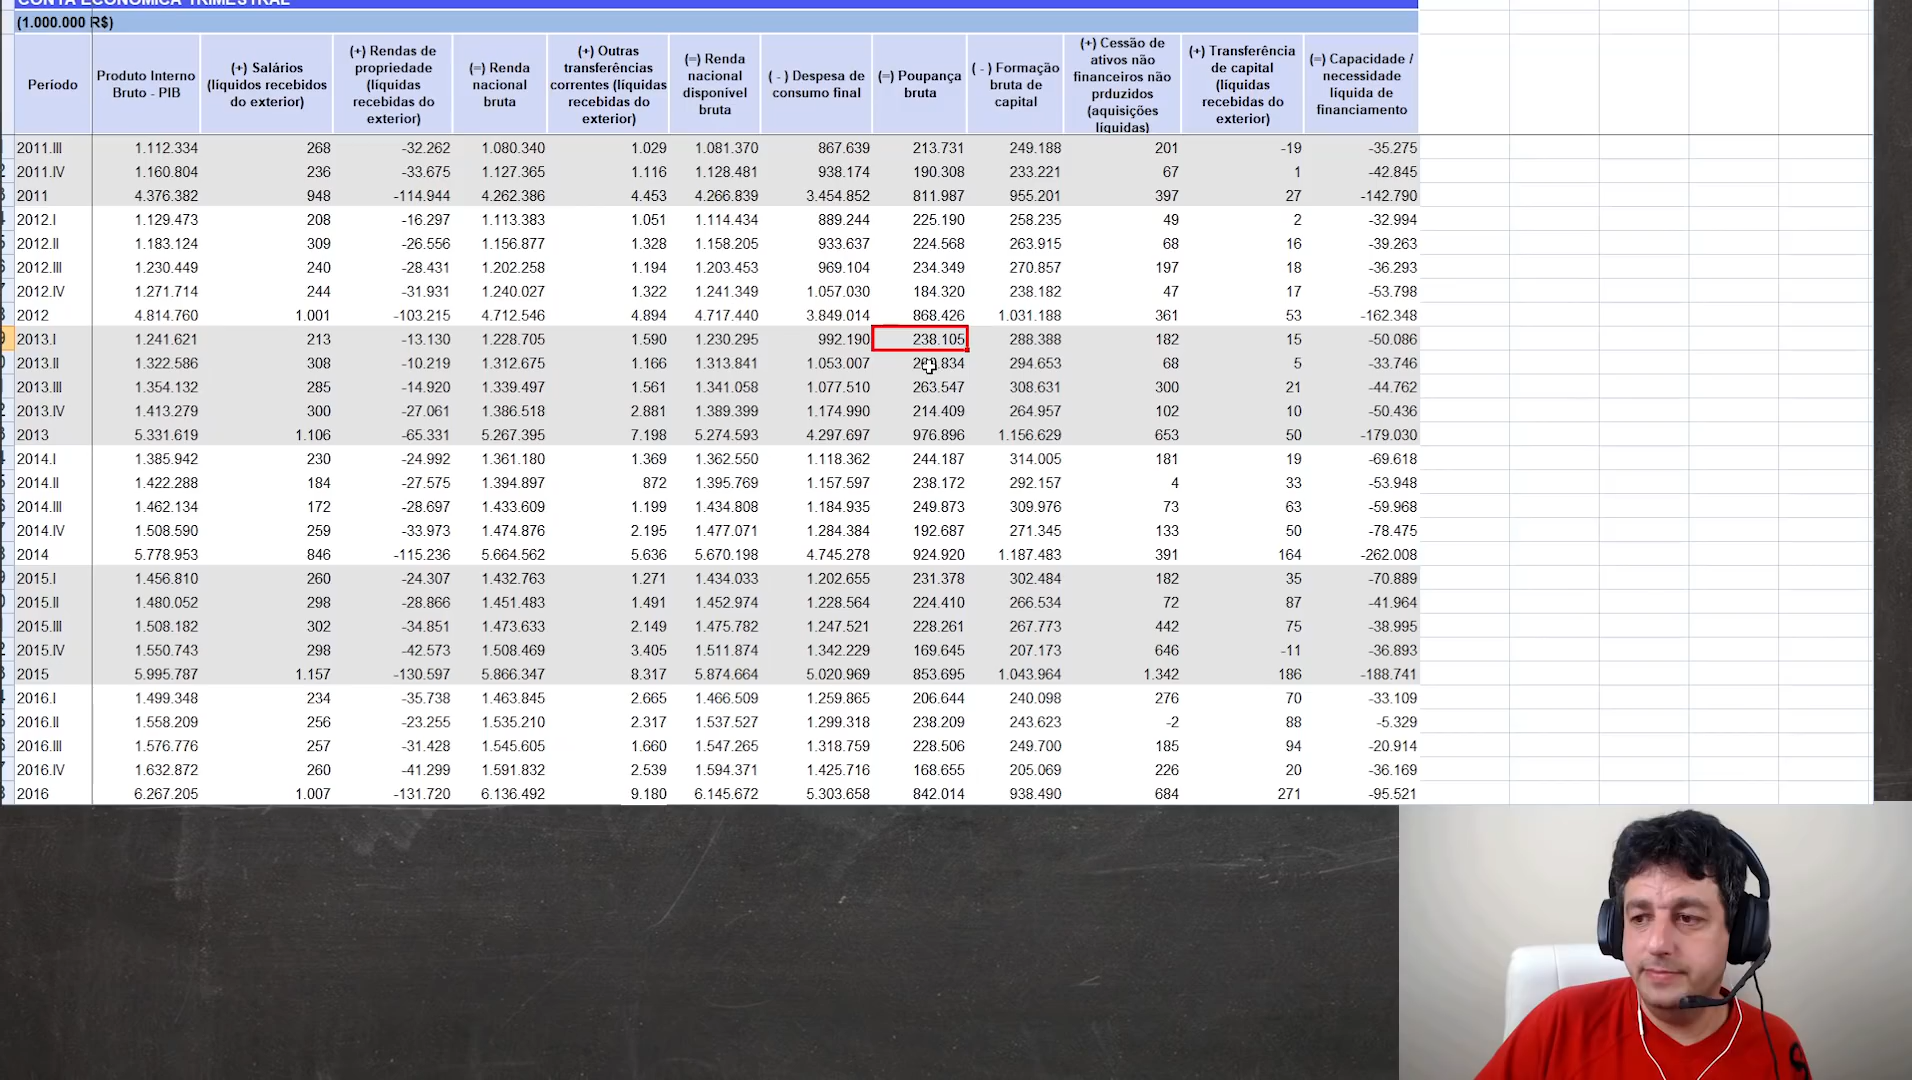 CONTA ECONÔMICA TRIMESTRAL
(1.000.000 R$)
Período | Produto Interno Bruto - PIB | (+) Salários (líquidos recebidos do exterior) | (+) Rendas de propriedade (líquidas recebidas do exterior) | (=) Renda nacional bruta | (+) Outras transferências correntes (líquidas recebidas do exterior) | (=) Renda nacional disponível bruta | ( - ) Despesa de consumo final | (=) Poupança bruta | ( - ) Formação bruta de capital | (+) Cessão de ativos não financeiros não prduzidos (aquisições líquidas) | (+) Transferência de capital (líquidas recebidas do exterior) | (=) Capacidade / necessidade líquida de financiamento
2011.III 1.112.334 268 -32.262 1.080.340 1.029 1.081.370 867.639 213.731 249.188 201 -19 -35.275
2011.IV 1.160.804 236 -33.675 1.127.365 1.116 1.128.481 938.174 190.308 233.221 67 1 -42.845
2011 4.376.382 948 -114.944 4.262.386 4.453 4.266.839 3.454.852 811.987 955.201 397 27 -142.790
2012.I 1.129.473 208 -16.297 1.113.383 1.051 1.114.434 889.244 225.190 258.235 49 2 -32.994
2012.II 1.183.124 309 -26.556 1.156.877 1.328 1.158.205 933.637 224.568 263.915 68 16 -39.263
2012.III 1.230.449 240 -28.431 1.202.258 1.194 1.203.453 969.104 234.349 270.857 197 18 -36.293
2012.IV 1.271.714 244 -31.931 1.240.027 1.322 1.241.349 1.057.030 184.320 238.182 47 17 -53.798
2012 4.814.760 1.001 -103.215 4.712.546 4.894 4.717.440 3.849.014 868.426 1.031.188 361 53 -162.348
2013.I 1.241.621 213 -13.130 1.228.705 1.590 1.230.295 992.190 238.105 288.388 182 15 -50.086
2013.II 1.322.586 308 -10.219 1.312.675 1.166 1.313.841 1.053.007 294.653 68 5 -33.746
2013.III 1.354.132 285 -14.920 1.339.497 1.561 1.341.058 1.077.510 263.547 308.631 300 21 -44.762
2013.IV 1.413.279 300 -27.061 1.386.518 2.881 1.389.399 1.174.990 214.409 264.957 102 10 -50.436
2013 5.331.619 1.106 -65.331 5.267.395 7.198 5.274.593 4.297.697 976.896 1.156.629 653 50 -179.030
2014.I 1.385.942 230 -24.992 1.361.180 1.369 1.362.550 1.118.362 244.187 314.005 181 19 -69.618
2014.II 1.422.288 184 -27.575 1.394.897 872 1.395.769 1.157.597 238.172 292.157 4 33 -53.948
2014.III 1.462.134 172 -28.697 1.433.609 1.199 1.434.808 1.184.935 249.873 309.976 73 63 -59.968
2014.IV 1.508.590 259 -33.973 1.474.876 2.195 1.477.071 1.284.384 192.687 271.345 133 50 -78.475
2014 5.778.953 846 -115.236 5.664.562 5.636 5.670.198 4.745.278 924.920 1.187.483 391 164 -262.008
2015.I 1.456.810 260 -24.307 1.432.763 1.271 1.434.033 1.202.655 231.378 302.484 182 35 -70.889
2015.II 1.480.052 298 -28.866 1.451.483 1.491 1.452.974 1.228.564 224.410 266.534 72 87 -41.964
2015.III 1.508.182 302 -34.851 1.473.633 2.149 1.475.782 1.247.521 228.261 267.773 442 75 -38.995
2015.IV 1.550.743 298 -42.573 1.508.469 3.405 1.511.874 1.342.229 169.645 207.173 646 -11 -36.893
2015 5.995.787 1.157 -130.597 5.866.347 8.317 5.874.664 5.020.969 853.695 1.043.964 1.342 186 -188.741
2016.I 1.499.348 234 -35.738 1.463.845 2.665 1.466.509 1.259.865 206.644 240.098 276 70 -33.109
2016.II 1.558.209 256 -23.255 1.535.210 2.317 1.537.527 1.299.318 238.209 243.623 -2 88 -5.329
2016.III 1.576.776 257 -31.428 1.545.605 1.660 1.547.265 1.318.759 228.506 249.700 185 94 -20.914
2016.IV 1.632.872 260 -41.299 1.591.832 2.539 1.594.371 1.425.716 168.655 205.069 226 20 -36.169
2016 6.267.205 1.007 -131.720 6.136.492 9.180 6.145.672 5.303.658 842.014 938.490 684 271 -95.521